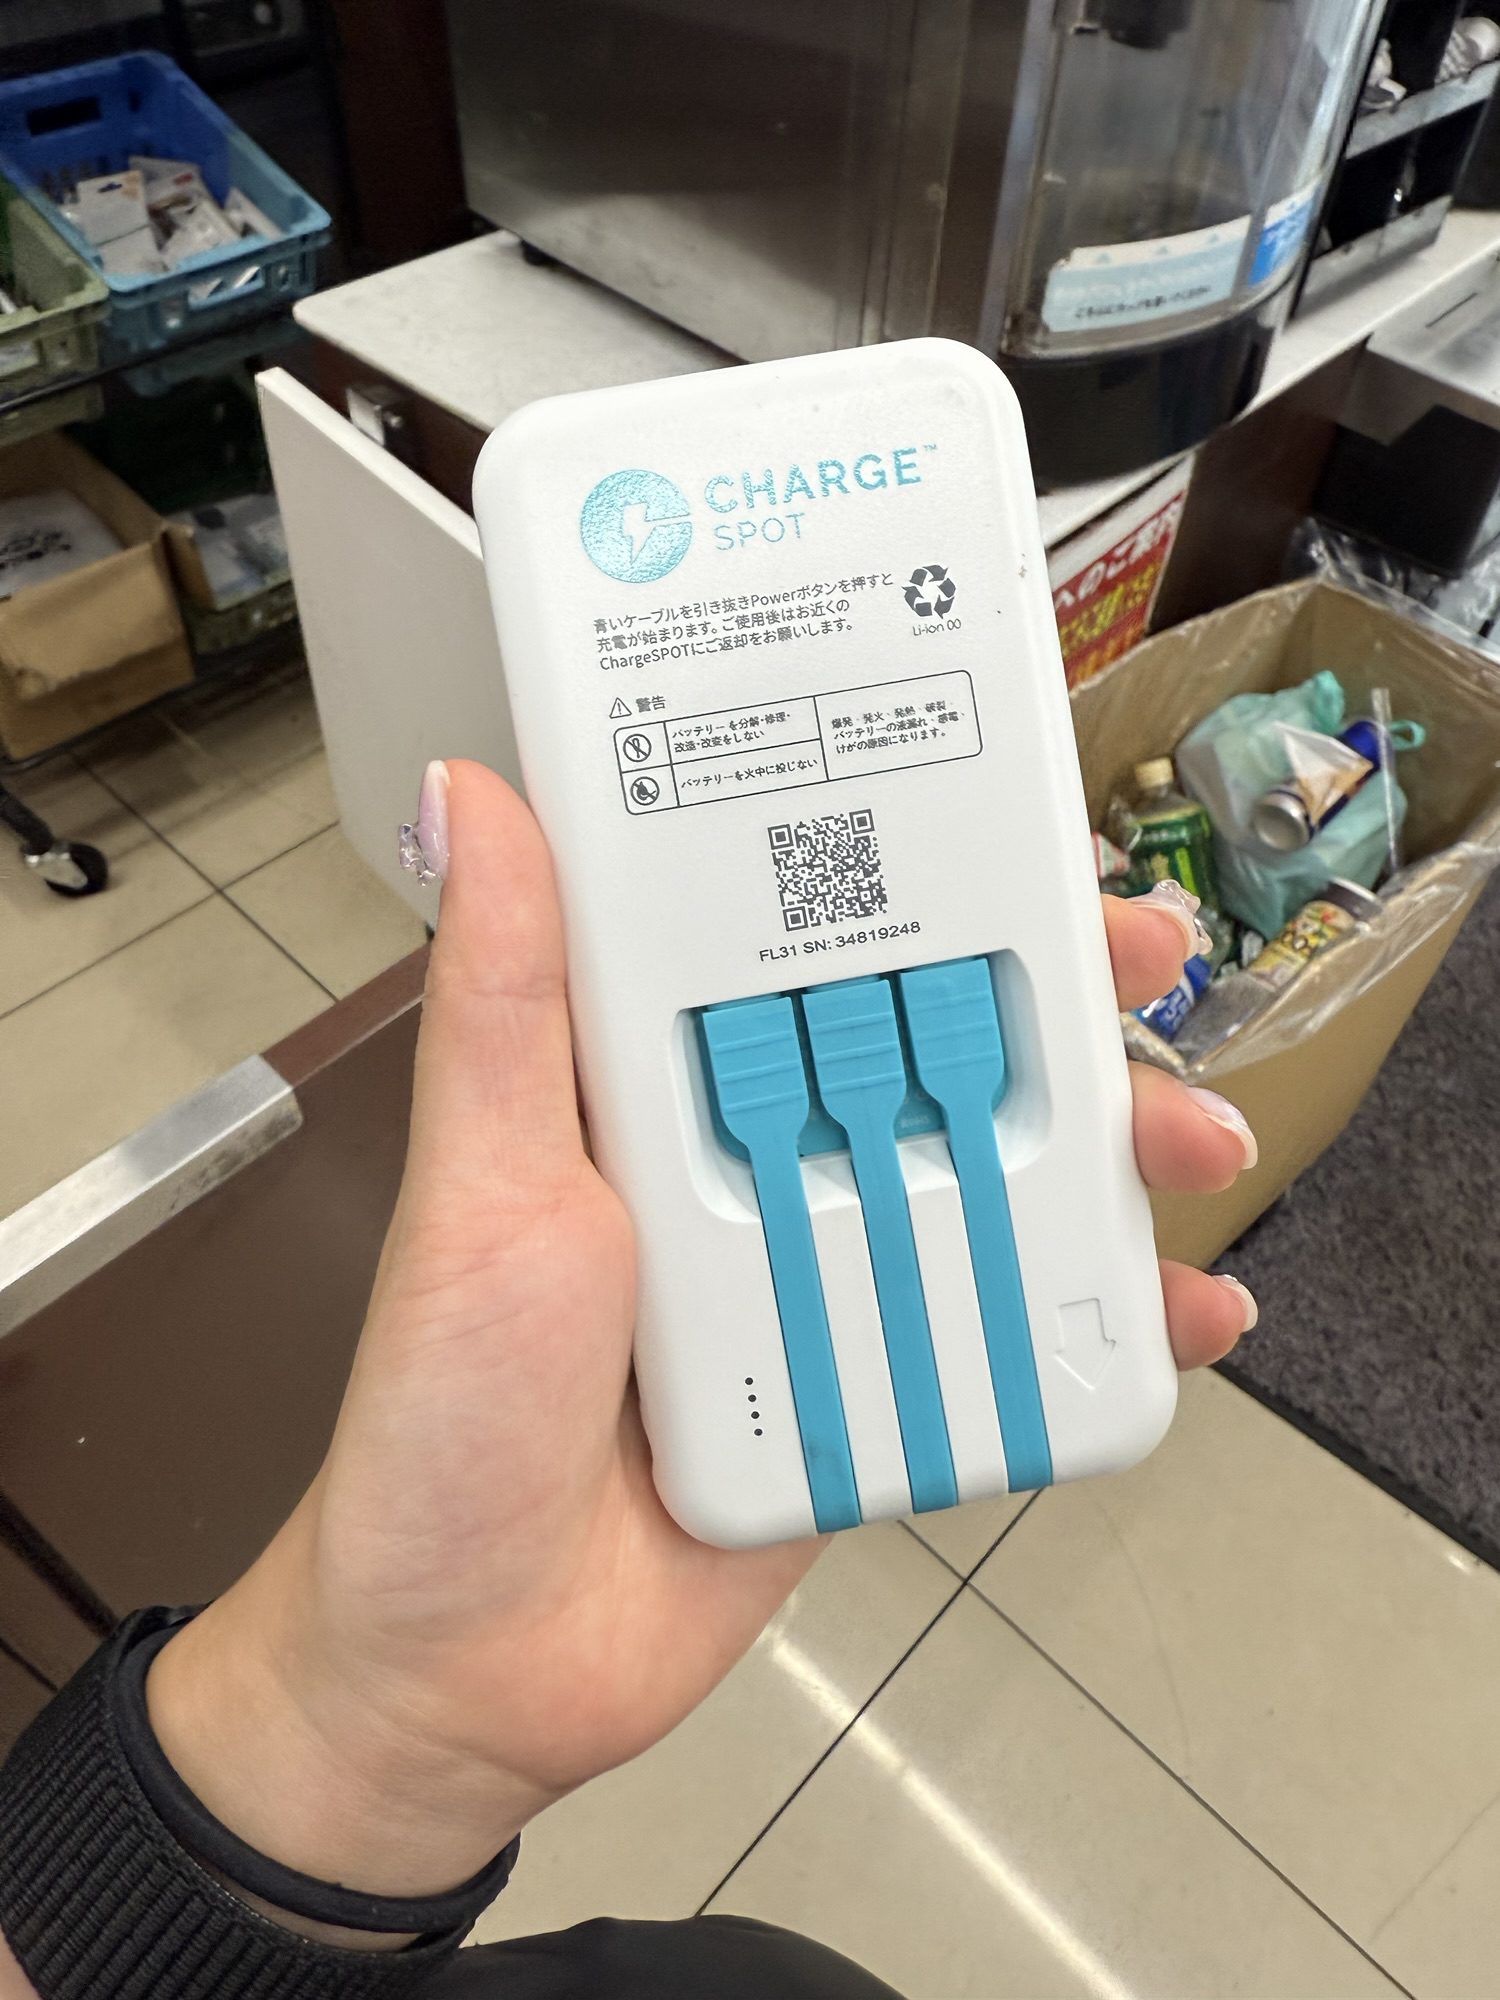 CHARGE™
SPOT
青いケーブルを引き抜きPowerボタンを押すと
充電が始まります。ご使用後はお近くの
ChargeSPOTにご返却をお願いします。
Li-ion 00
警告
バッテリーを分解・修理・
改造・改変をしない
バッテリーを火中に投じない
爆発・発火・発熱・破裂・
バッテリーの液漏れ、感電、
けがの原因になります。
FL31 SN: 34819248
へのご案内